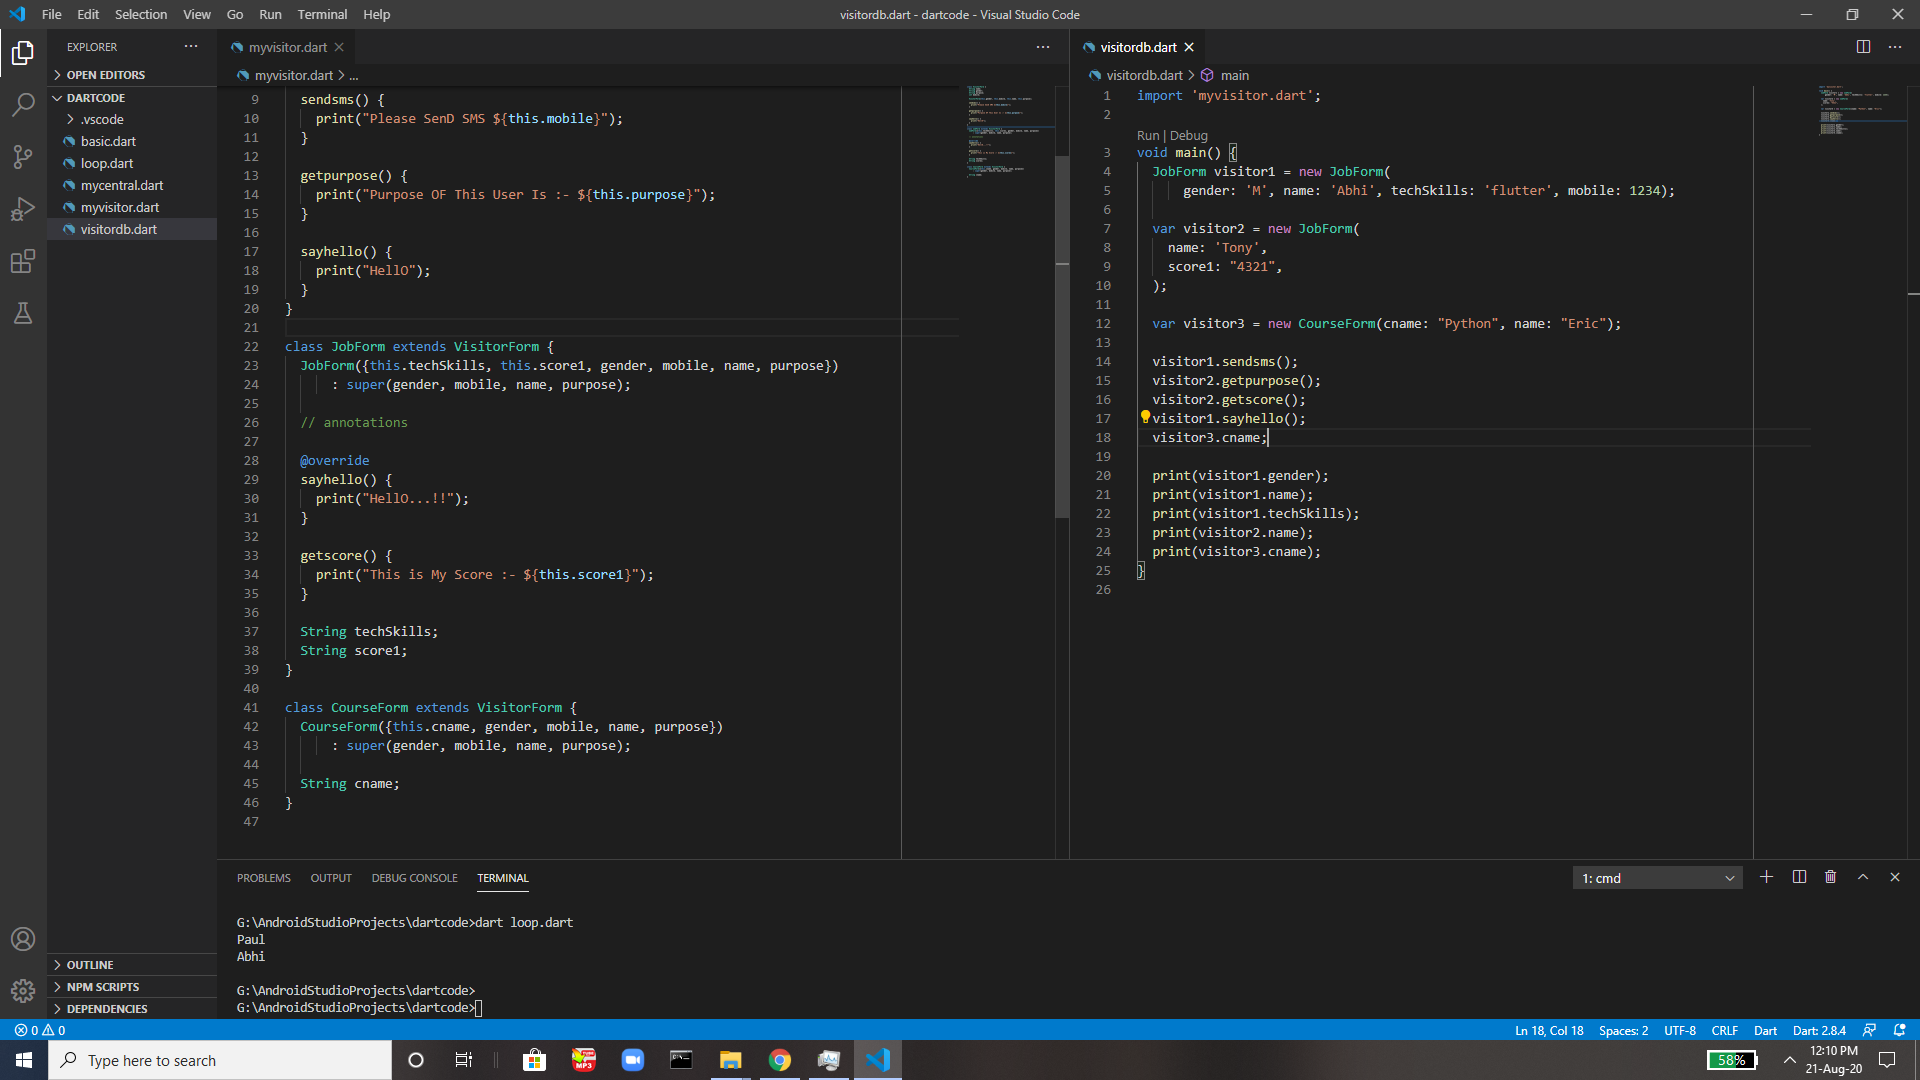 File Edit Selection View Go Run Terminal Help
visitordb.dart - dartcode - Visual Studio Code
EXPLORER
OPEN EDITORS
DARTCODE
.vscode
basic.dart
loop.dart
mycentral.dart
myvisitor.dart
visitordb.dart
OUTLINE
NPM SCRIPTS
DEPENDENCIES
myvisitor.dart
myvisitor.dart > ...
9 sendsms() {
10 print("Please SenD SMS ${this.mobile}");
11 }
12
13 getpurpose() {
14 print("Purpose OF This User Is :- ${this.purpose}");
15 }
16
17 sayhello() {
18 print("HellO");
19 }
20 }
21
22 class JobForm extends VisitorForm {
23 JobForm({this.techSkills, this.score1, gender, mobile, name, purpose})
24 : super(gender, mobile, name, purpose);
25
26 // annotations
27
28 @override
29 sayhello() {
30 print("HellO...!!");
31 }
32
33 getscore() {
34 print("This is My Score :- ${this.score1}");
35 }
36
37 String techSkills;
38 String score1;
39 }
40
41 class CourseForm extends VisitorForm {
42 CourseForm({this.cname, gender, mobile, name, purpose})
43 : super(gender, mobile, name, purpose);
44
45 String cname;
46 }
47
visitordb.dart
visitordb.dart > main
1 import 'myvisitor.dart';
2
Run | Debug
3 void main() {
4 JobForm visitor1 = new JobForm(
5 gender: 'M', name: 'Abhi', techSkills: 'flutter', mobile: 1234);
6
7 var visitor2 = new JobForm(
8 name: 'Tony',
9 score1: "4321",
10 );
11
12 var visitor3 = new CourseForm(cname: "Python", name: "Eric");
13
14 visitor1.sendsms();
15 visitor2.getpurpose();
16 visitor2.getscore();
17 visitor1.sayhello();
18 visitor3.cname;
19
20 print(visitor1.gender);
21 print(visitor1.name);
22 print(visitor1.techSkills);
23 print(visitor2.name);
24 print(visitor3.cname);
25 }
26
PROBLEMS OUTPUT DEBUG CONSOLE TERMINAL
1: cmd
G:\AndroidStudioProjects\dartcode>dart loop.dart
Paul
Abhi
G:\AndroidStudioProjects\dartcode>
G:\AndroidStudioProjects\dartcode>
0 0
Ln 18, Col 18 Spaces: 2 UTF-8 CRLF Dart Dart: 2.8.4
Type here to search
MP3
58%
12:10 PM
21-Aug-20